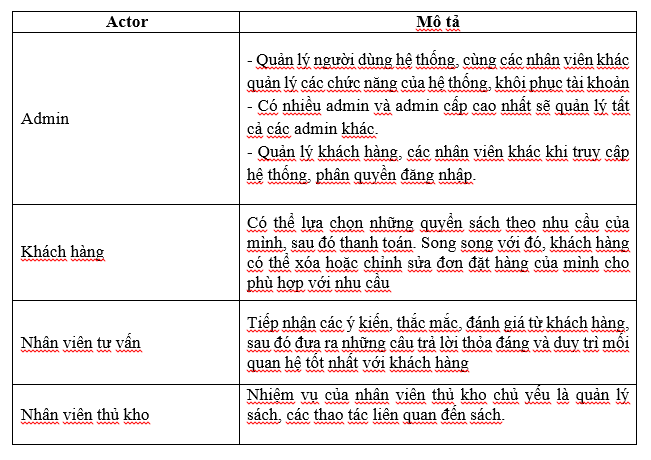 Actor
Mô tả
Admin
- Quản lý người dùng hệ thống, cùng các nhân viên khác
quản lý các chức năng của hệ thống, khôi phục tài khoản
- Có nhiều admin và admin cấp cao nhất sẽ quản lý tất
cả các admin khác.
- Quản lý khách hàng, các nhân viên khác khi truy cập
hệ thống, phân quyền đăng nhập.
Khách hàng
Có thể lựa chọn những quyển sách theo nhu cầu của
mình, sau đó thanh toán. Song song với đó, khách hàng
có thể xóa hoặc chỉnh sửa đơn đặt hàng của mình cho
phù hợp với nhu cầu
Nhân viên tư vấn
Tiếp nhận các ý kiến, thắc mắc, đánh giá từ khách hàng,
sau đó đưa ra những câu trả lời thỏa đáng và duy trì mối
quan hệ tốt nhất với khách hàng
Nhân viên thủ kho
Nhiệm vụ của nhân viên thủ kho chủ yếu là quản lý
sách, các thao tác liên quan đến sách.